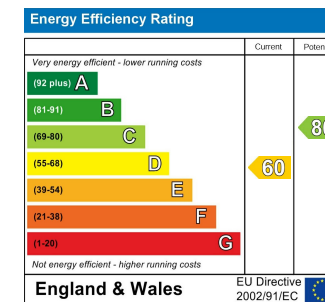 Energy Efficiency Rating
Current
Very energy efficient - lower running costs
(92 plus) A
(81-91) B
(69-80) C
(55-68) D
60
(39-54) E
(21-38) F
(1-20) G
Not energy efficient - higher running costs
England & Wales
EU Directive
2002/91/EC